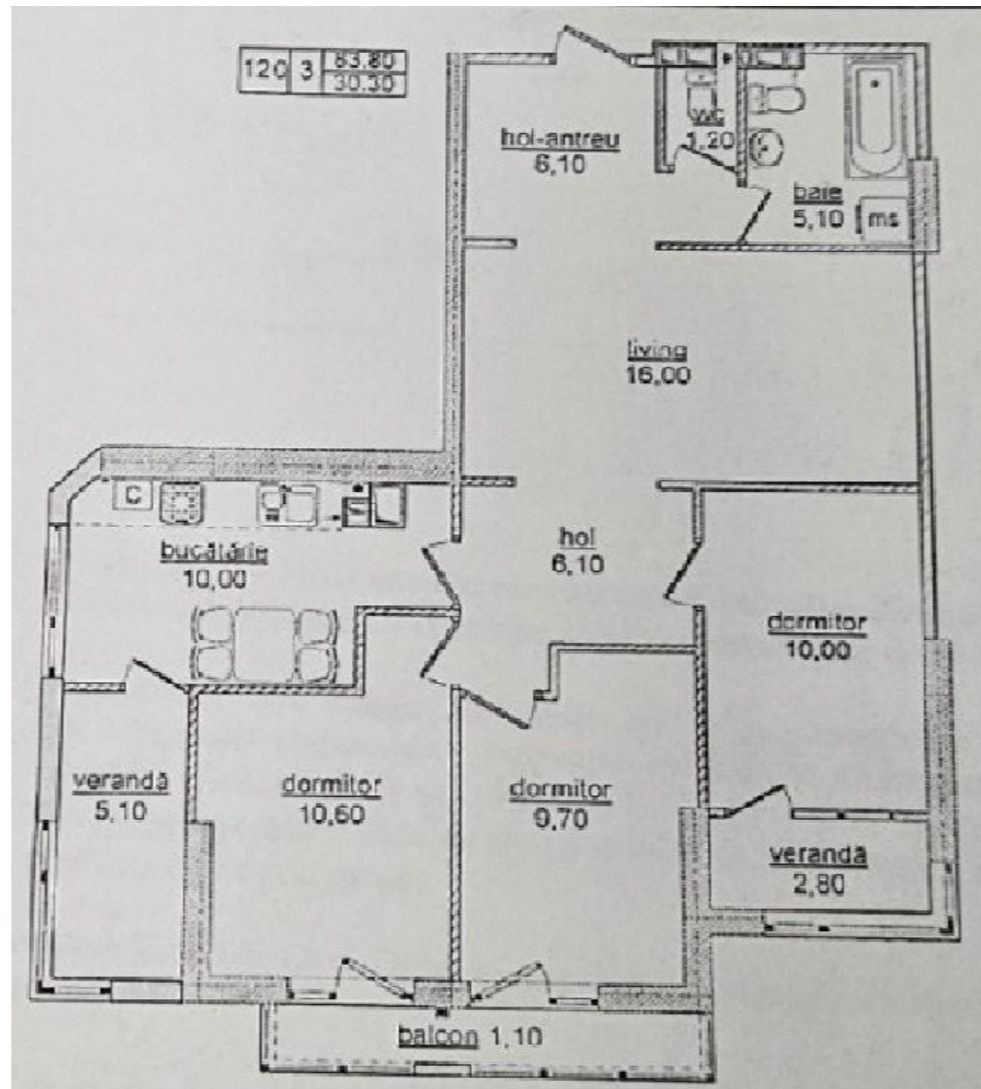 120 3 83.80
30.30
hol-antreu
6,10
wc
1,20
baie
5,10
ms
living
16,00
C
bucătărie
10,00
hol
6,10
dormitor
10,00
verandă
5,10
dormitor
10,60
dormitor
9,70
verandă
2,80
balcon 1,10